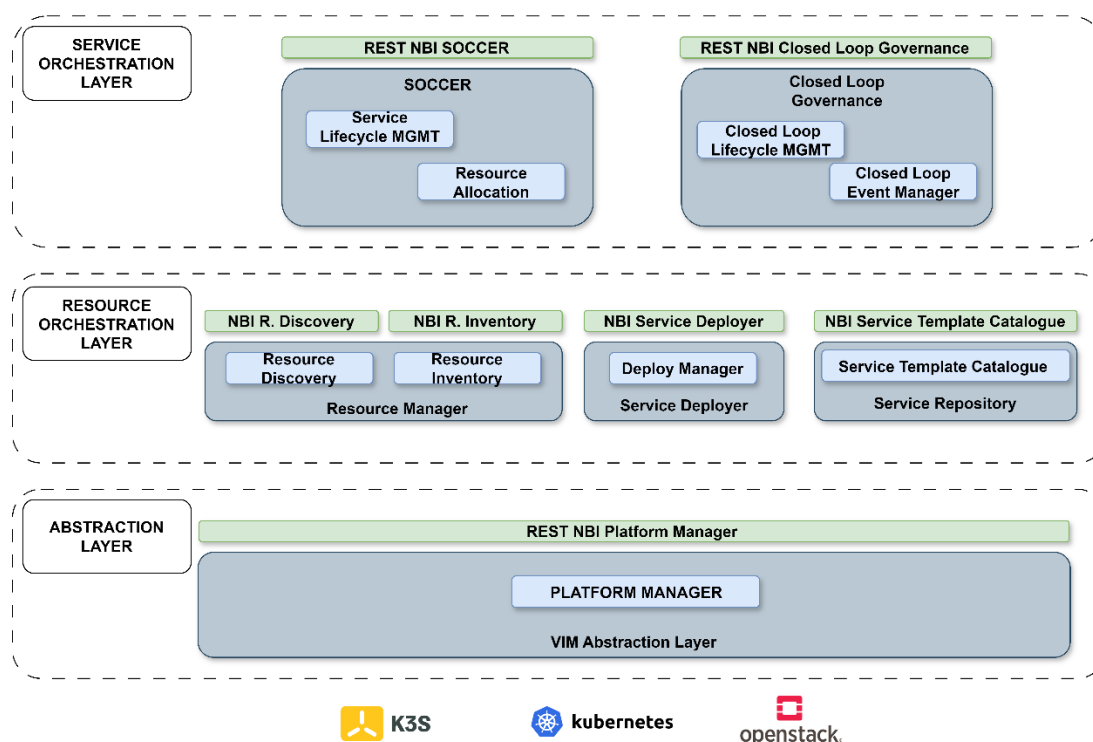 SERVICE
ORCHESTRATION
LAYER
REST NBI SOCCER
REST NBI Closed Loop Governance
SOCCER
Service
Lifecycle MGMT
Resource
Allocation
Closed Loop
Governance
Closed Loop
Lifecycle MGMT
Closed Loop
Event Manager
RESOURCE
ORCHESTRATION
LAYER
NBI R. Discovery
NBI R. Inventory
NBI Service Deployer
NBI Service Template Catalogue
Resource
Discovery
Resource
Inventory
Resource Manager
Deploy Manager
Service Deployer
Service Template Catalogue
Service Repository
ABSTRACTION
LAYER
REST NBI Platform Manager
PLATFORM MANAGER
VIM Abstraction Layer
K3S
kubernetes
openstack